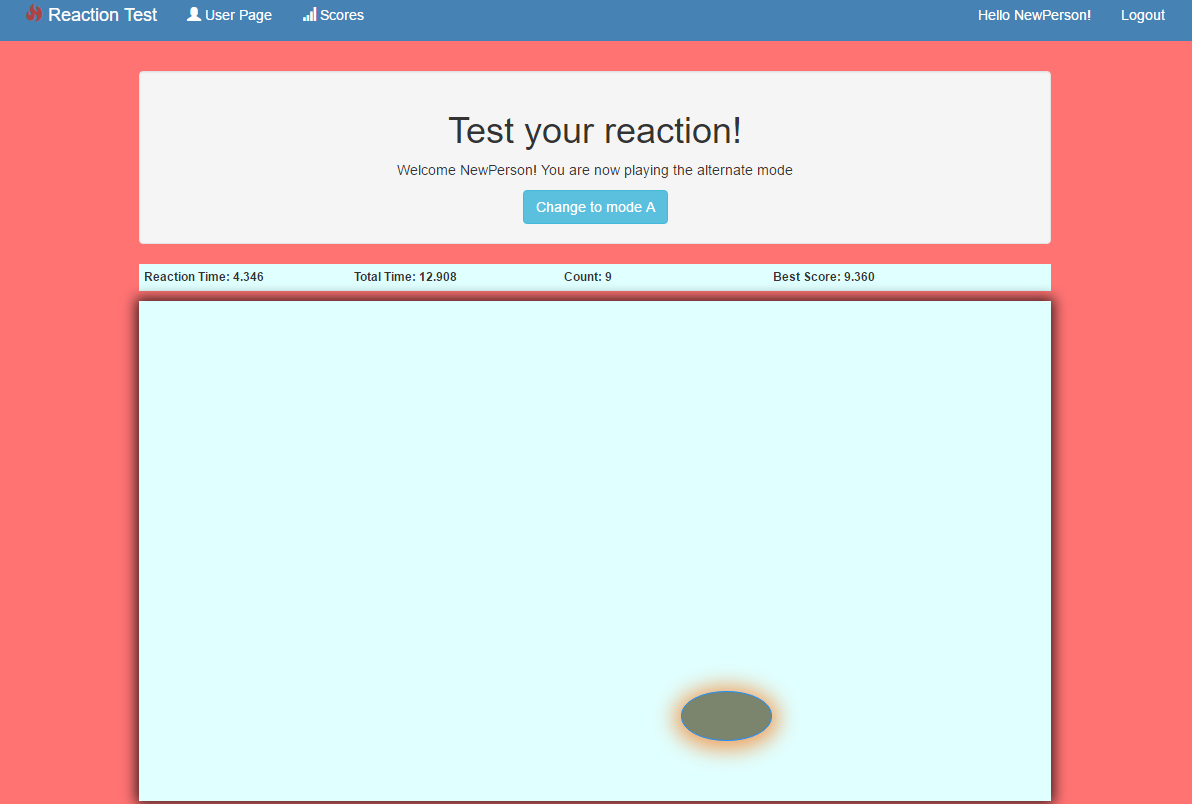 Reaction Test User Page Scores Hello NewPerson! Logout
Test your reaction!
Welcome NewPerson! You are now playing the alternate mode
Change to mode A
Reaction Time: 4.346 Total Time: 12.908 Count: 9 Best Score: 9.360